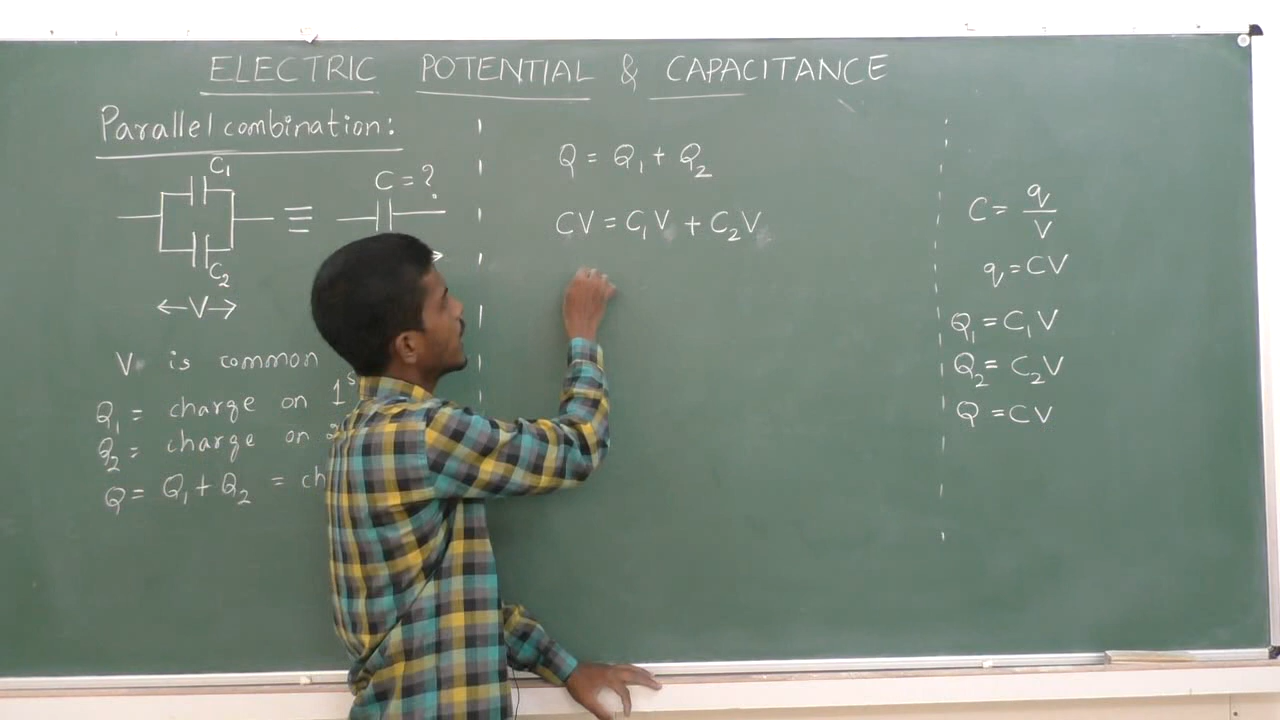 ELECTRIC POTENTIAL & CAPACITANCE
Parallel combination:
C₁
C = ?
C₂
←V→
V is common
Q₁ = charge on 1
Q₂ = charge on
Q = Q₁ + Q₂ =
Q = Q₁ + Q₂
CV = C₁V + C₂V
C = q/V
q = CV
Q₁ = C₁V
Q₂ = C₂V
Q = CV